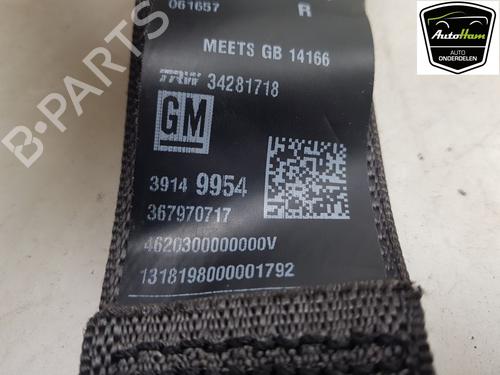 061657 R
MEETS GB 14166
TRW 34281718
GM
3914 9954
367970717
4620300000000V
1318198000001792
AutoHam
AUTO
ONDERDELEN
B-PARTS